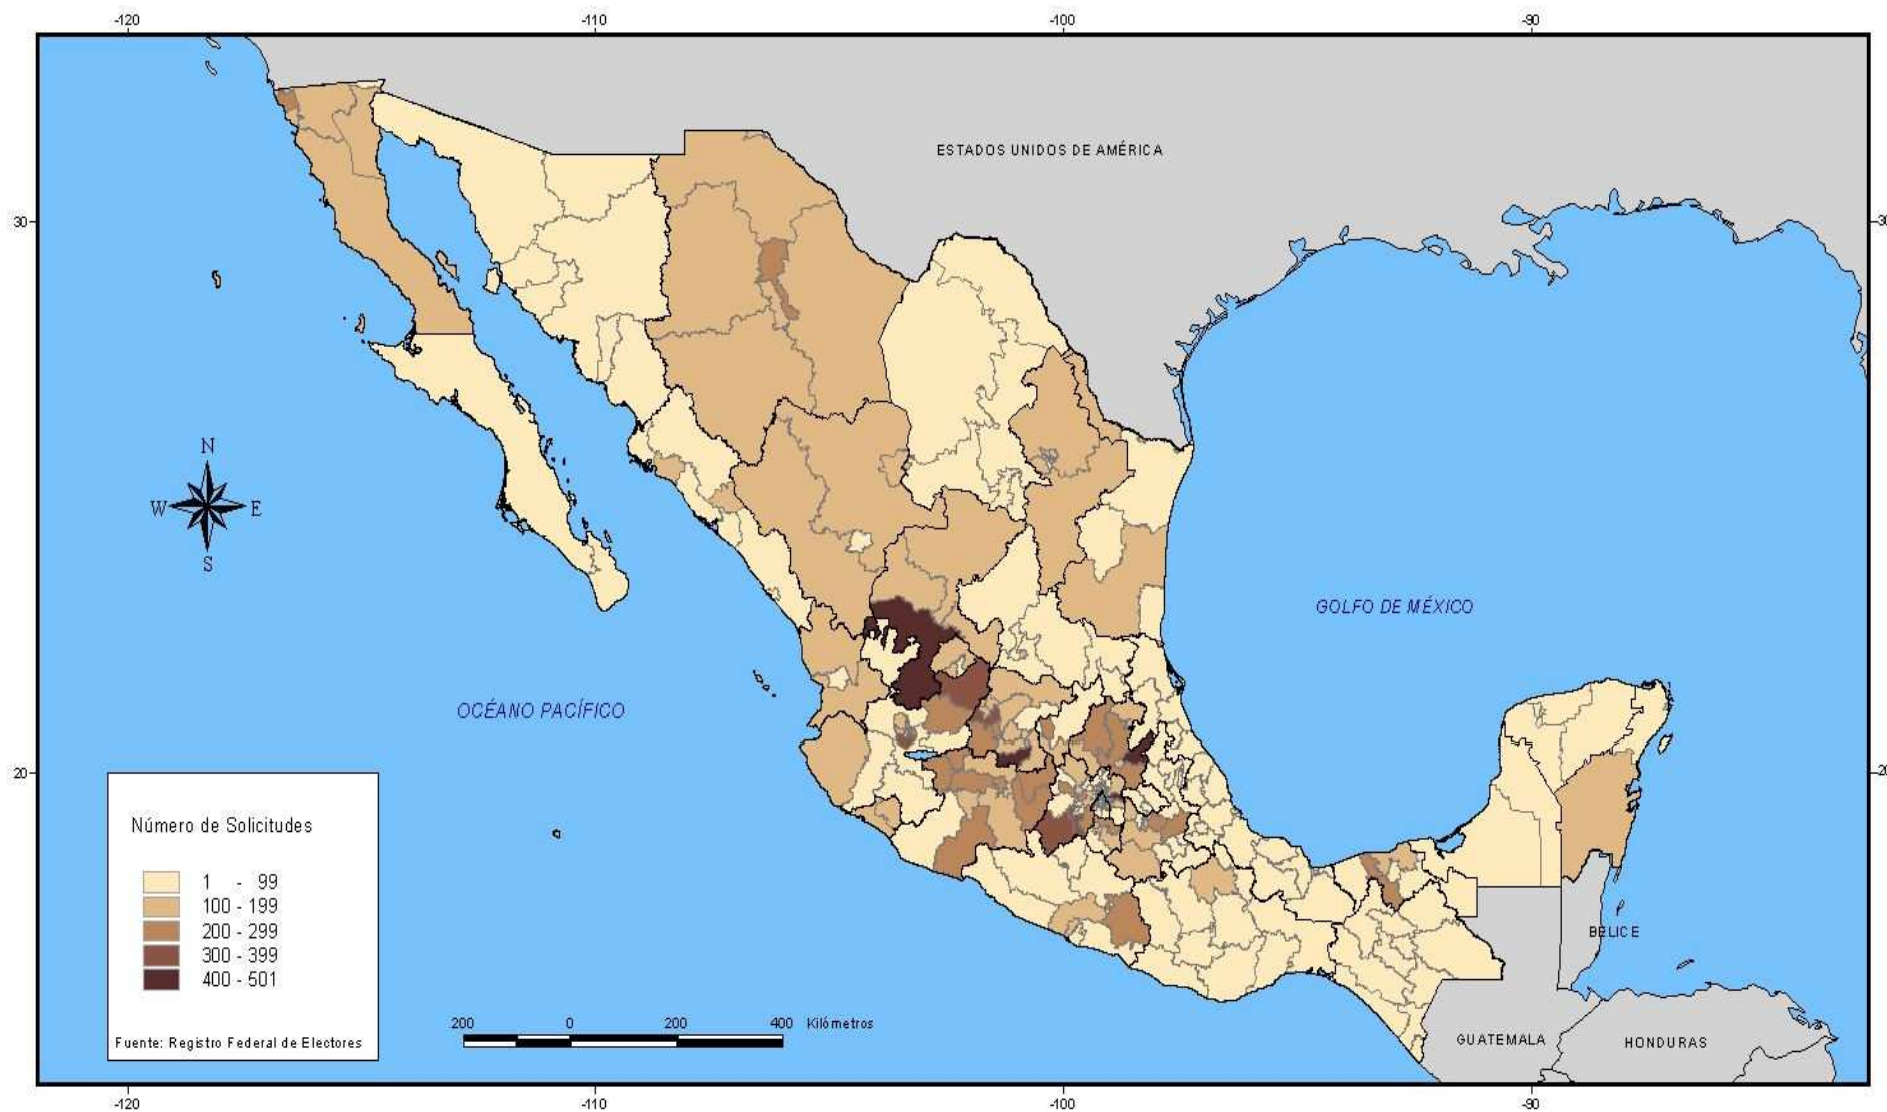 -120 -110 -100 -90
ESTADOS UNIDOS DE AMÉRICA
30 30
N
W E
S
GOLFO DE MÉXICO
OCÉANO PACÍFICO
20 20
Número de Solicitudes
1 - 99
100 - 199
200 - 299
300 - 399
400 - 501
Fuente: Registro Federal de Electores
BELICE
200 0 200 400 Kilómetros
GUATEMALA
HONDURAS
-120 -110 -100 -90